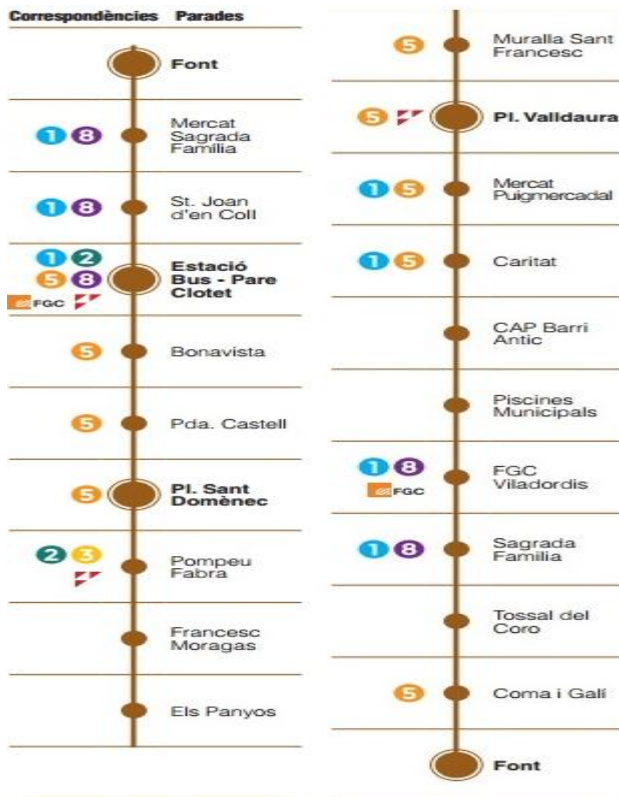 Correspondències Parades
Font
1 8
Mercat
Sagrada
Família
1 8
St. Joan
d'en Coll
1 2
5 8
FGC
Estació
Bus - Pare
Clotet
5
Bonavista
5
Pda. Castell
5
Pl. Sant
Domènec
2 3
Pompeu
Fabra
Francesc
Moragas
Els Panyos
5
Muralla Sant
Francesc
5
Pl. Valldaura
1 5
Mercat
Puigmercadal
1 5
Caritat
CAP Barri
Antic
Piscines
Municipals
1 8
FGC
FGC
Viladordis
1 8
Sagrada
Familia
Tossal del
Coro
5
Coma i Galí
Font